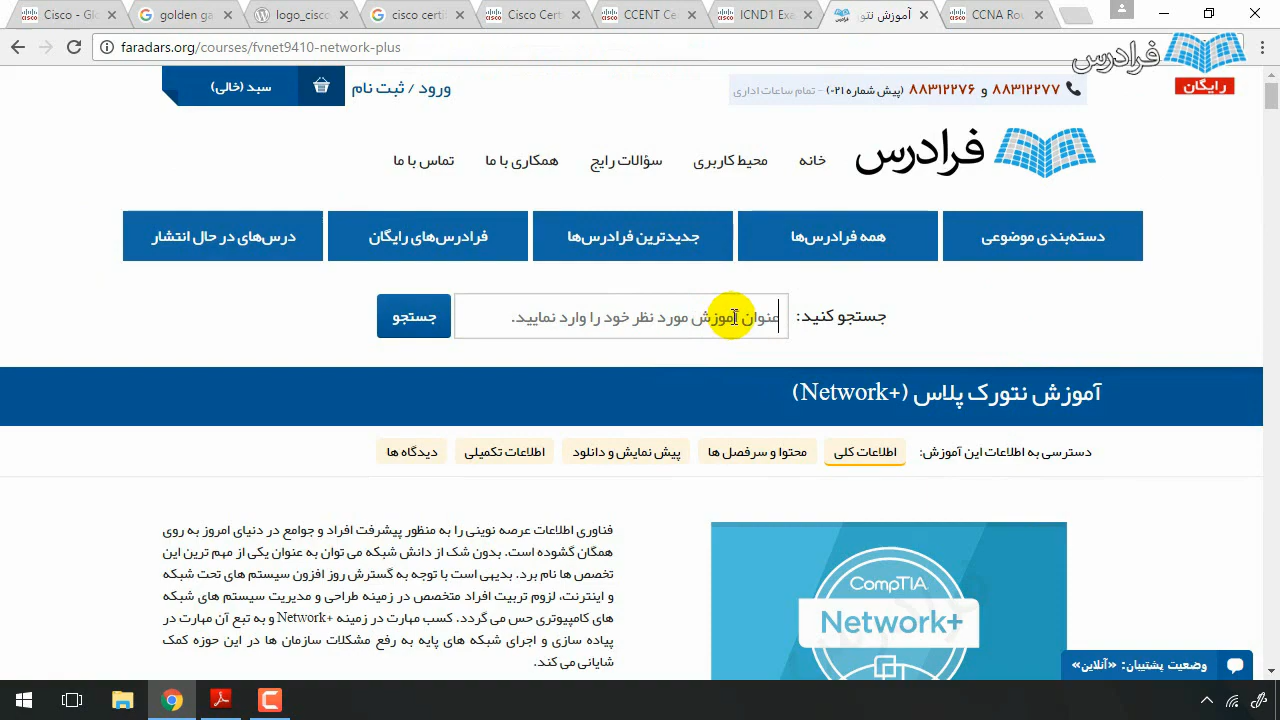 Cisco - Glo
golden ga
logo_cisco
cisco certi
Cisco Cert
CCENT Ce
ICND1 Exa
آموزش نتور
CCNA Rou
faradars.org/courses/fvnet9410-network-plus
فرادرس
رایگان
سبد (خالی)
ورود / ثبت نام
۸۸۳۱۲۲۷۷ و ۸۸۳۱۲۲۷۶ (پیش شماره ۰۲۱) - تمام ساعات اداری
فرادرس
خانه
محیط کاربری
سؤالات رایج
همکاری با ما
تماس با ما
دسته‌بندی موضوعی
همه فرادرس‌ها
جدیدترین فرادرس‌ها
فرادرس‌های رایگان
درس‌های در حال انتشار
جستجو کنید:
عنوان آموزش مورد نظر خود را وارد نمایید.
جستجو
آموزش نتورک پلاس (+Network)
دسترسی به اطلاعات این آموزش:
اطلاعات کلی
محتوا و سرفصل ها
پیش نمایش و دانلود
اطلاعات تکمیلی
دیدگاه ها
فناوری اطلاعات عرصه نوینی را به منظور پیشرفت افراد و جوامع در دنیای امروز به روی
همگان گشوده است. بدون شک از دانش شبکه می توان به عنوان یکی از مهم ترین این
تخصص ها نام برد. بدیهی است با توجه به گسترش روز افزون سیستم های تحت شبکه
و اینترنت، لزوم تربیت افراد متخصص در زمینه طراحی و مدیریت سیستم های شبکه
های کامپیوتری حس می گردد. کسب مهارت در زمینه +Network و به تبع آن مهارت در
پیاده سازی و اجرای شبکه های پایه به رفع مشکلات سازمان ها در این حوزه کمک
شایانی می کند.
CompTIA
Network+
وضعیت پشتیبان: «آنلاین»